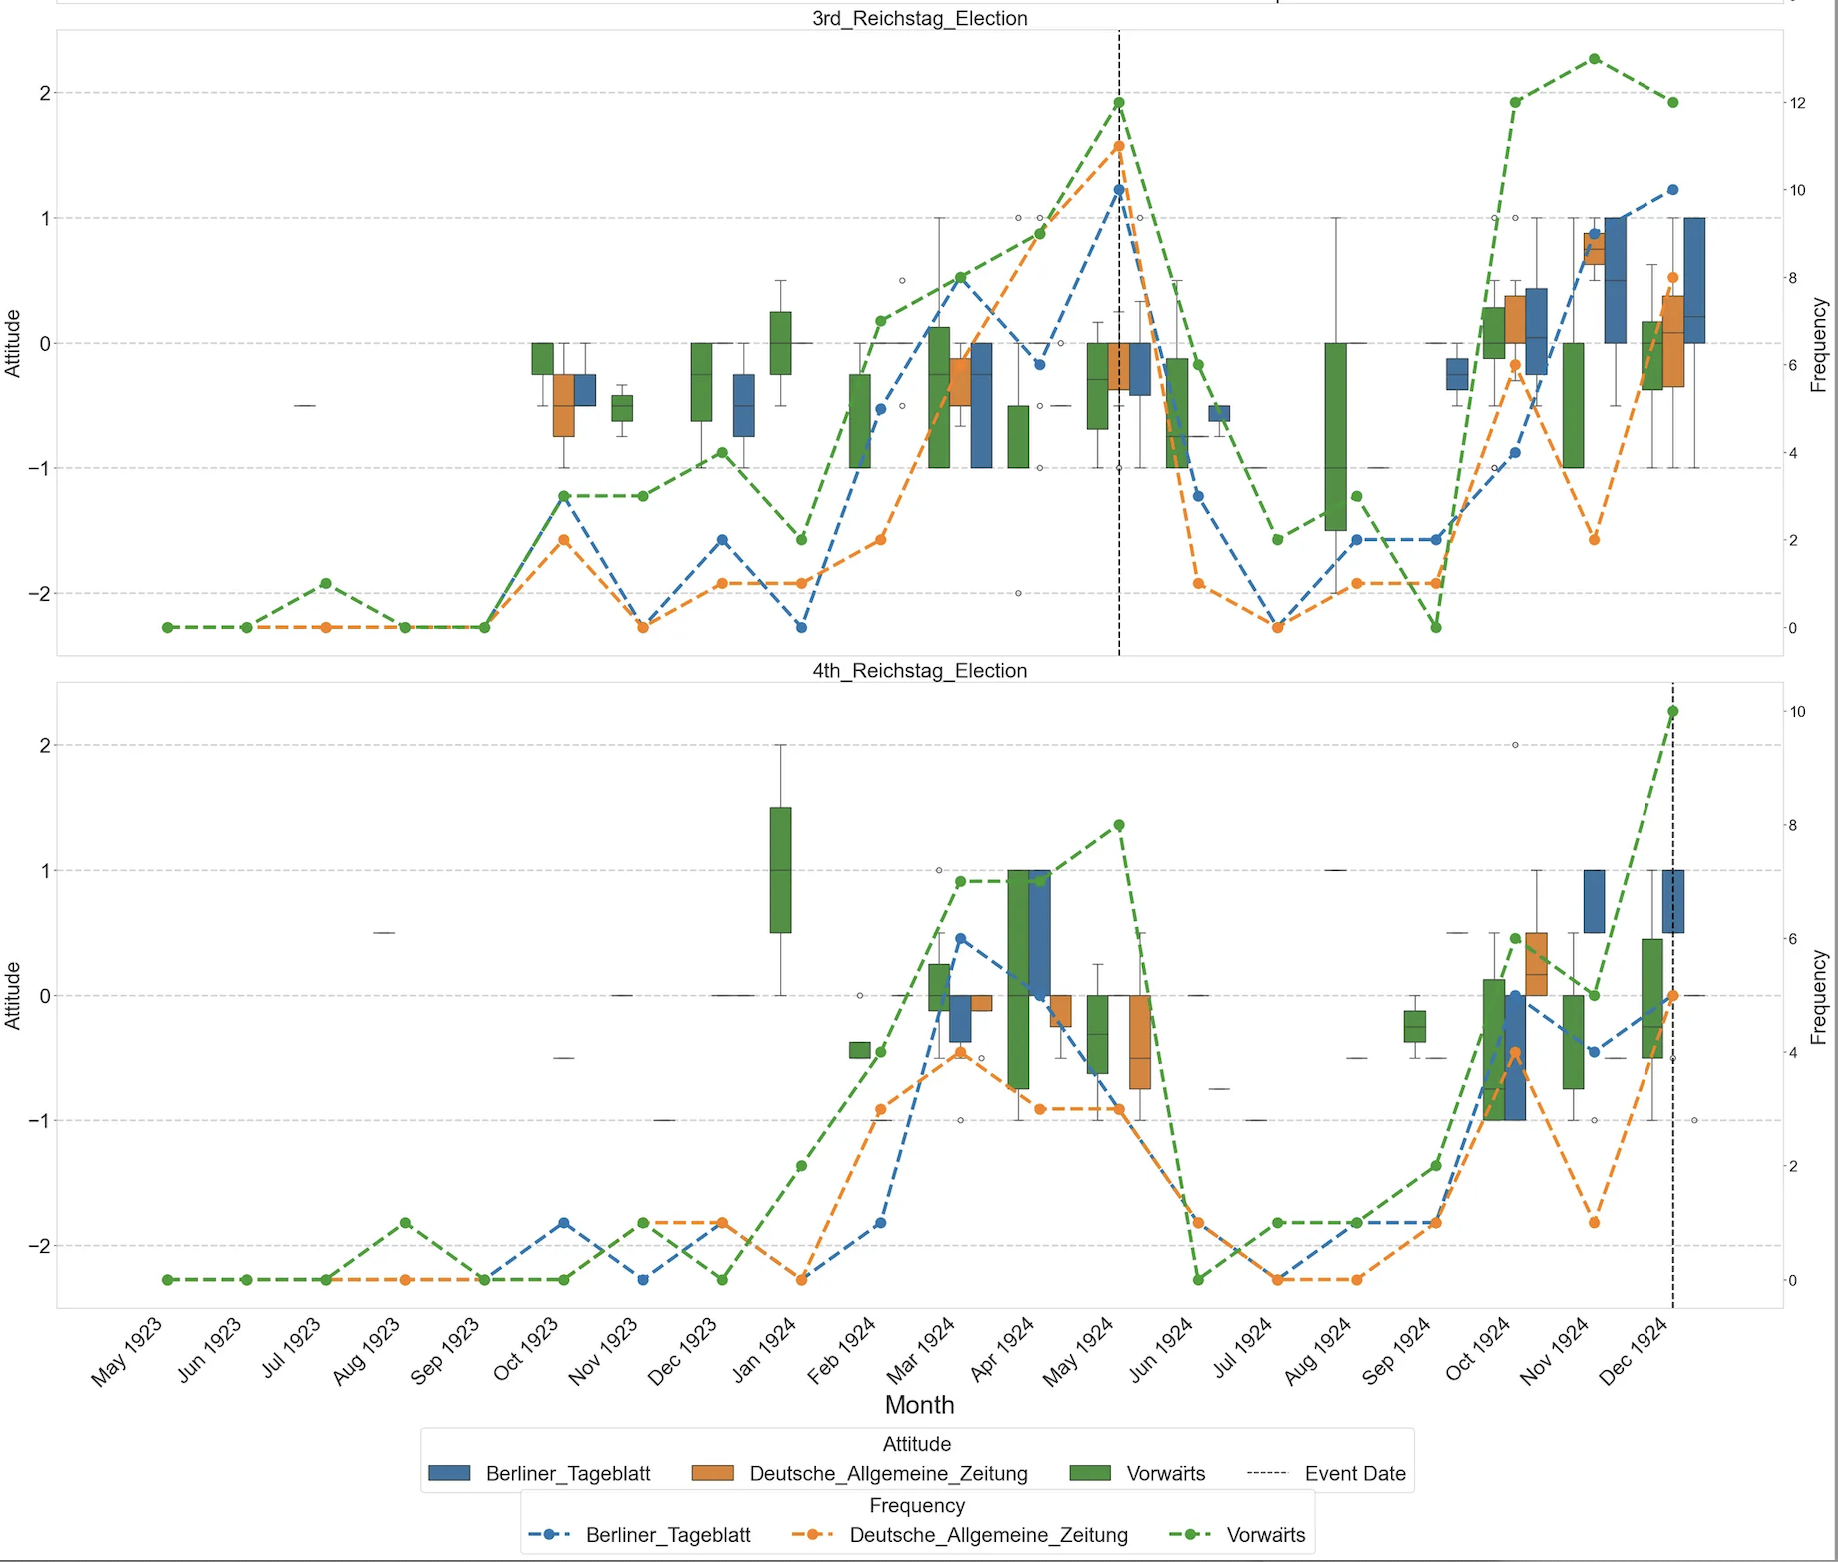 3rd_Reichstag_Election
2
1
0
−1
−2
Attitude
12
10
8
6
4
2
0
Frequency
4th_Reichstag_Election
2
1
0
−1
−2
Attitude
10
8
6
4
2
0
Frequency
May 1923
Jun 1923
Jul 1923
Aug 1923
Sep 1923
Oct 1923
Nov 1923
Dec 1923
Jan 1924
Feb 1924
Mar 1924
Apr 1924
May 1924
Jun 1924
Jul 1924
Aug 1924
Sep 1924
Oct 1924
Nov 1924
Dec 1924
Month
Attitude
Berliner_Tageblatt Deutsche_Allgemeine_Zeitung Vorwärts Event Date
Frequency
Berliner_Tageblatt Deutsche_Allgemeine_Zeitung Vorwärts